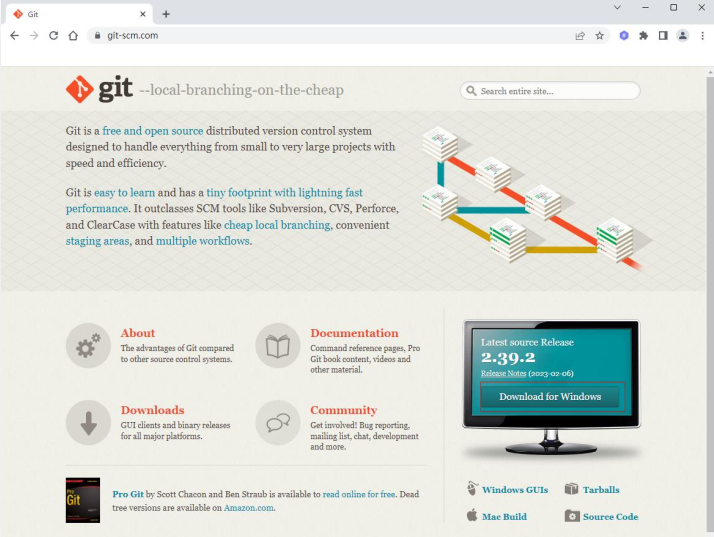 Git
git-scm.com
git --local-branching-on-the-cheap
Search entire site...
Git is a free and open source distributed version control system
designed to handle everything from small to very large projects with
speed and efficiency.
Git is easy to learn and has a tiny footprint with lightning fast
performance. It outclasses SCM tools like Subversion, CVS, Perforce,
and ClearCase with features like cheap local branching, convenient
staging areas, and multiple workflows.
About
The advantages of Git compared
to other source control systems.
Documentation
Command reference pages, Pro
Git book content, videos and
other material.
Downloads
GUI clients and binary releases
for all major platforms.
Community
Get involved! Bug reporting,
mailing list, chat, development
and more.
Latest source Release
2.39.2
Release Notes (2023-02-06)
Download for Windows
Pro
Git
Pro Git by Scott Chacon and Ben Straub is available to read online for free. Dead
tree versions are available on Amazon.com.
Windows GUIs
Tarballs
Mac Build
Source Code